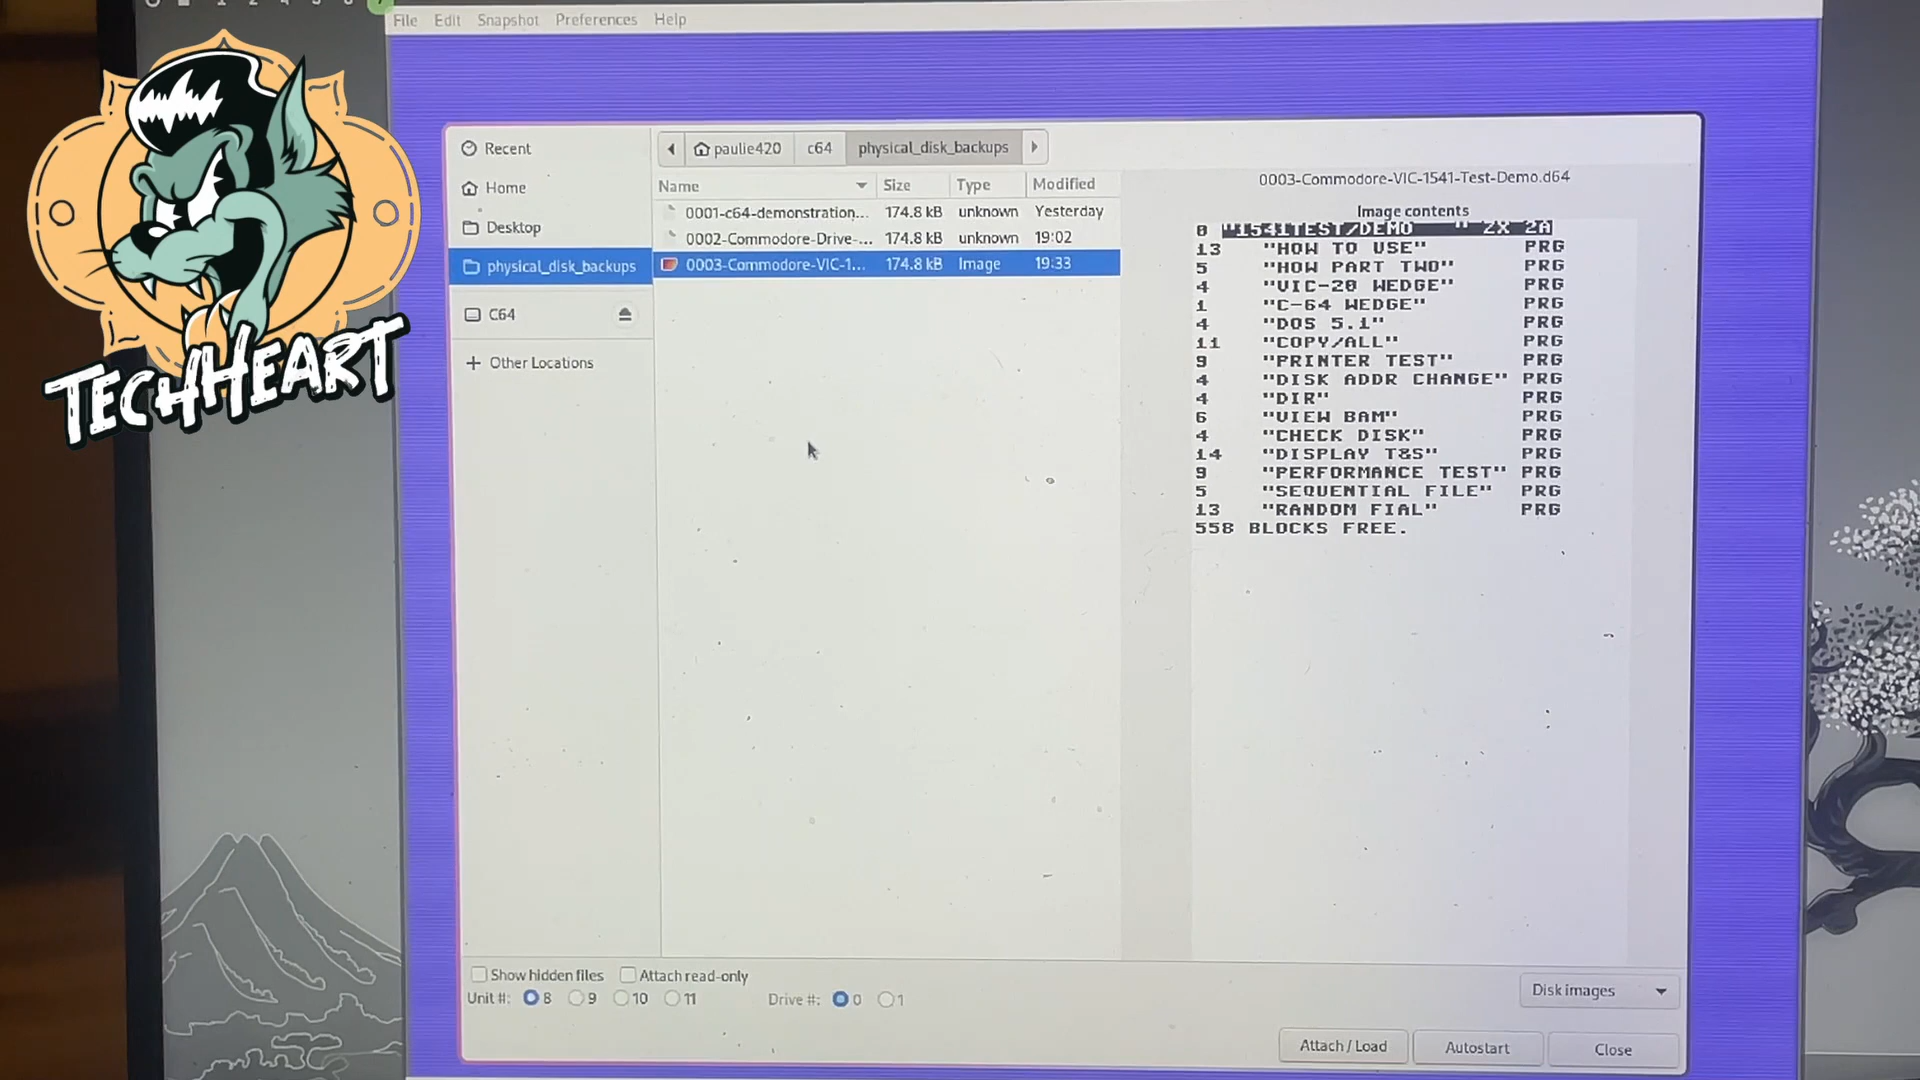 File Edit Snapshot Preferences Help
TECHHEART
Recent
Home
Desktop
physical_disk_backups
C64
Other Locations
paulie420 c64 physical_disk_backups
Name Size Type Modified
0001-c64-demonstration... 174.8 kB unknown Yesterday
0002-Commodore-Drive-... 174.8 kB unknown 19:02
0003-Commodore-VIC-1... 174.8 kB Image 19:33
0003-Commodore-VIC-1541-Test-Demo.d64
Image contents
0 "1541TEST/DEMO " ZX 2A
13 "HOW TO USE" PRG
5 "HOW PART TWO" PRG
4 "VIC-20 WEDGE" PRG
1 "C-64 WEDGE" PRG
4 "DOS 5.1" PRG
11 "COPY/ALL" PRG
9 "PRINTER TEST" PRG
4 "DISK ADDR CHANGE" PRG
4 "DIR" PRG
6 "VIEW BAM" PRG
4 "CHECK DISK" PRG
14 "DISPLAY T&S" PRG
9 "PERFORMANCE TEST" PRG
5 "SEQUENTIAL FILE" PRG
13 "RANDOM FIAL" PRG
558 BLOCKS FREE.
Show hidden files Attach read-only
Unit #: 8 9 10 11 Drive #: 0 1
Disk images
Attach / Load Autostart Close